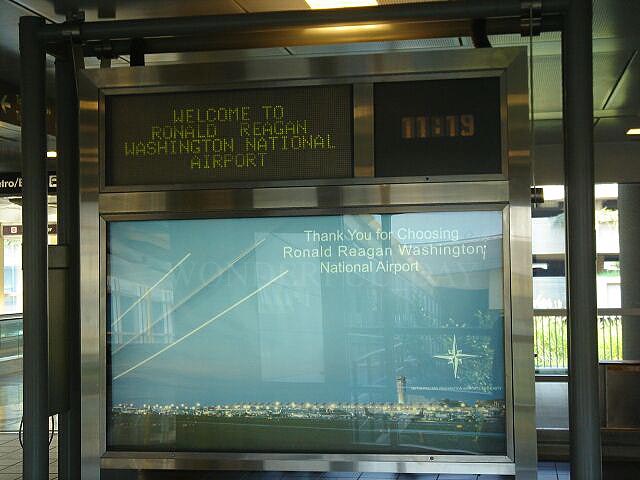 WELCOME TO
RONALD REAGAN
WASHINGTON NATIONAL
AIRPORT
11:19
Thank You for Choosing...
Ronald Reagan Washington
National Airport